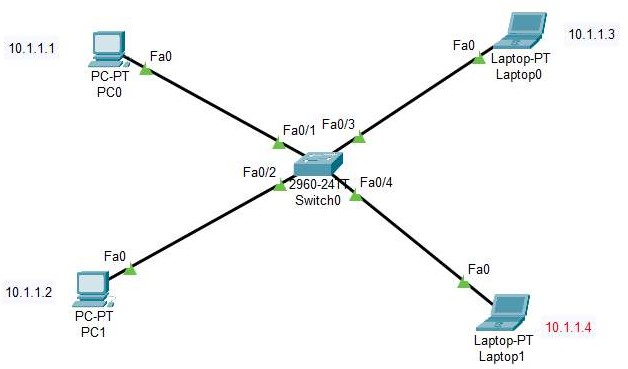 10.1.1.1
Fa0
PC-PT
PC0
Fa0
10.1.1.3
Laptop-PT
Laptop0
Fa0/1
Fa0/3
Fa0/2
2960-24TT
Fa0/4
Switch0
Fa0
10.1.1.2
PC-PT
PC1
Fa0
10.1.1.4
Laptop-PT
Laptop1